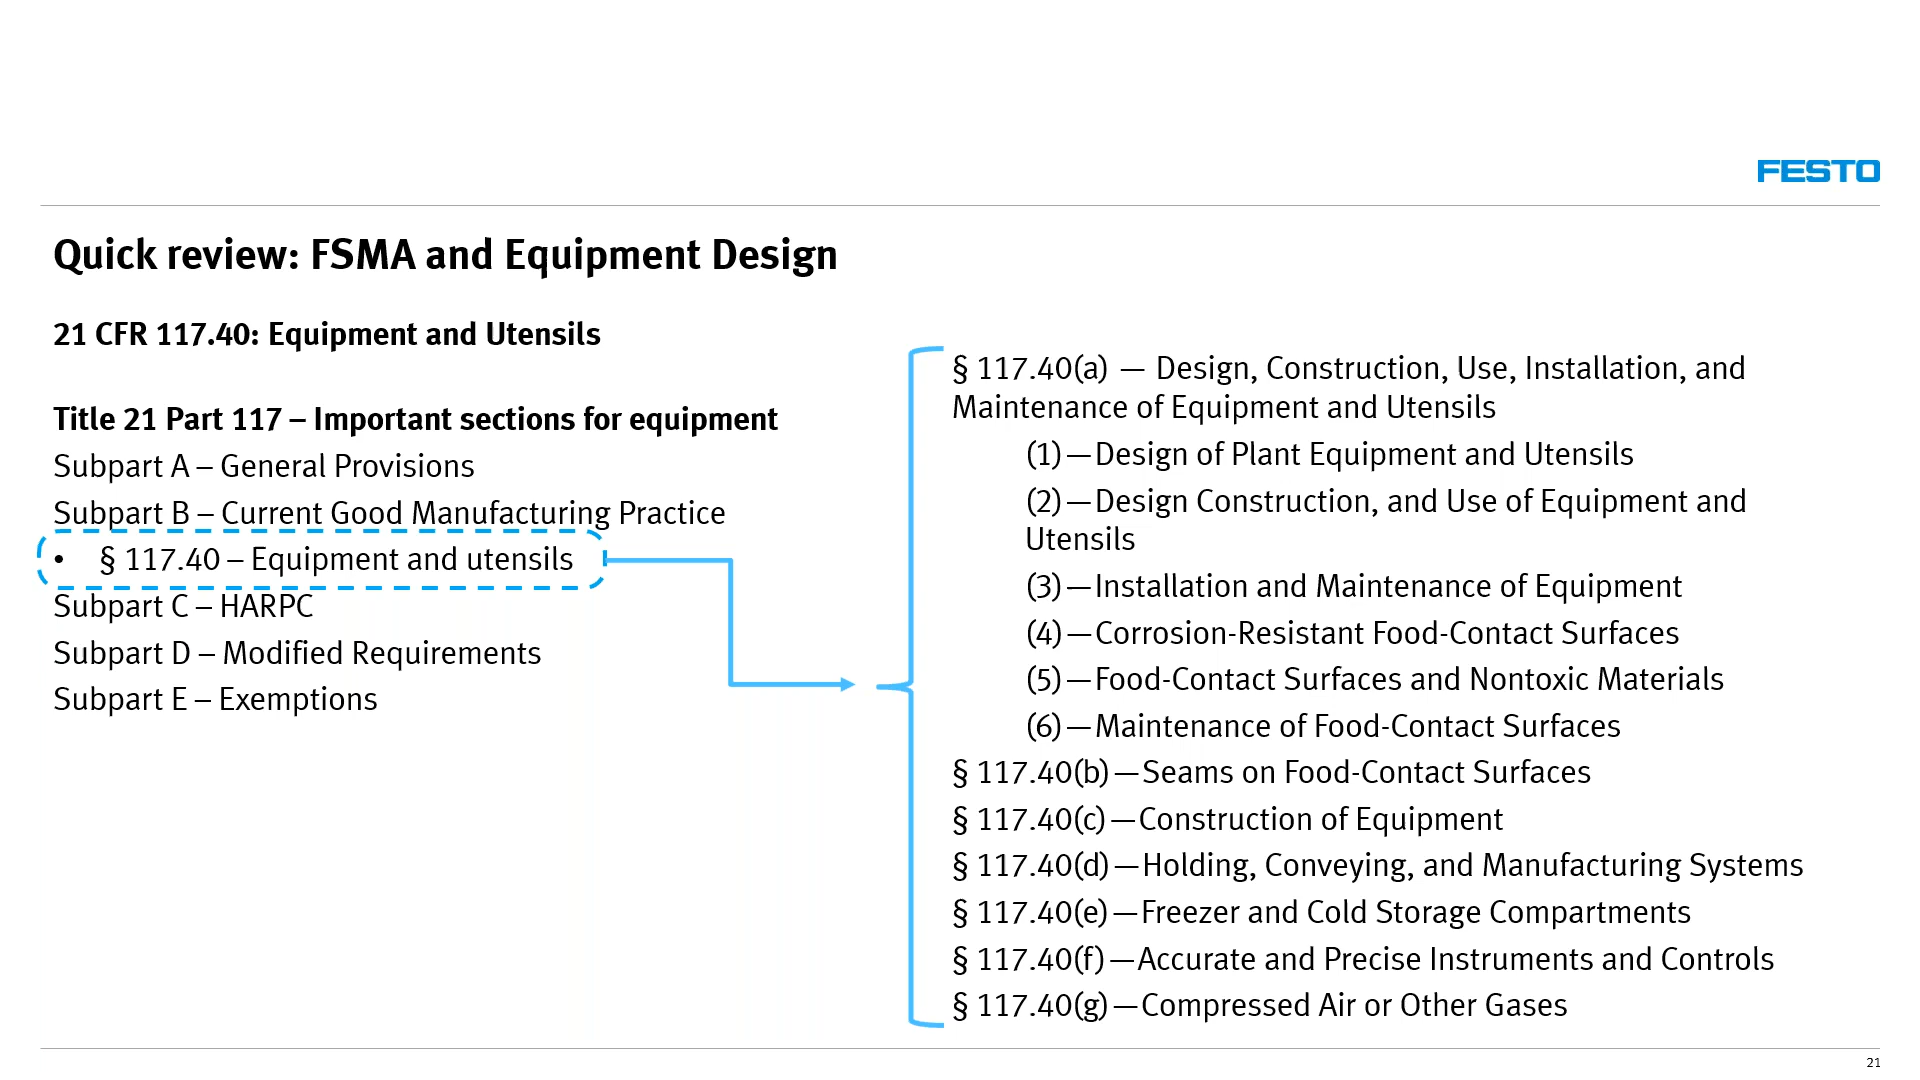 FESTO
Quick review: FSMA and Equipment Design
21 CFR 117.40: Equipment and Utensils
Title 21 Part 117 – Important sections for equipment
Subpart A – General Provisions
Subpart B – Current Good Manufacturing Practice
• § 117.40 – Equipment and utensils
Subpart C – HARPC
Subpart D – Modified Requirements
Subpart E – Exemptions
§ 117.40(a) — Design, Construction, Use, Installation, and
Maintenance of Equipment and Utensils
(1)—Design of Plant Equipment and Utensils
(2)—Design Construction, and Use of Equipment and
Utensils
(3)—Installation and Maintenance of Equipment
(4)—Corrosion-Resistant Food-Contact Surfaces
(5)—Food-Contact Surfaces and Nontoxic Materials
(6)—Maintenance of Food-Contact Surfaces
§ 117.40(b)—Seams on Food-Contact Surfaces
§ 117.40(c)—Construction of Equipment
§ 117.40(d)—Holding, Conveying, and Manufacturing Systems
§ 117.40(e)—Freezer and Cold Storage Compartments
§ 117.40(f)—Accurate and Precise Instruments and Controls
§ 117.40(g)—Compressed Air or Other Gases
21